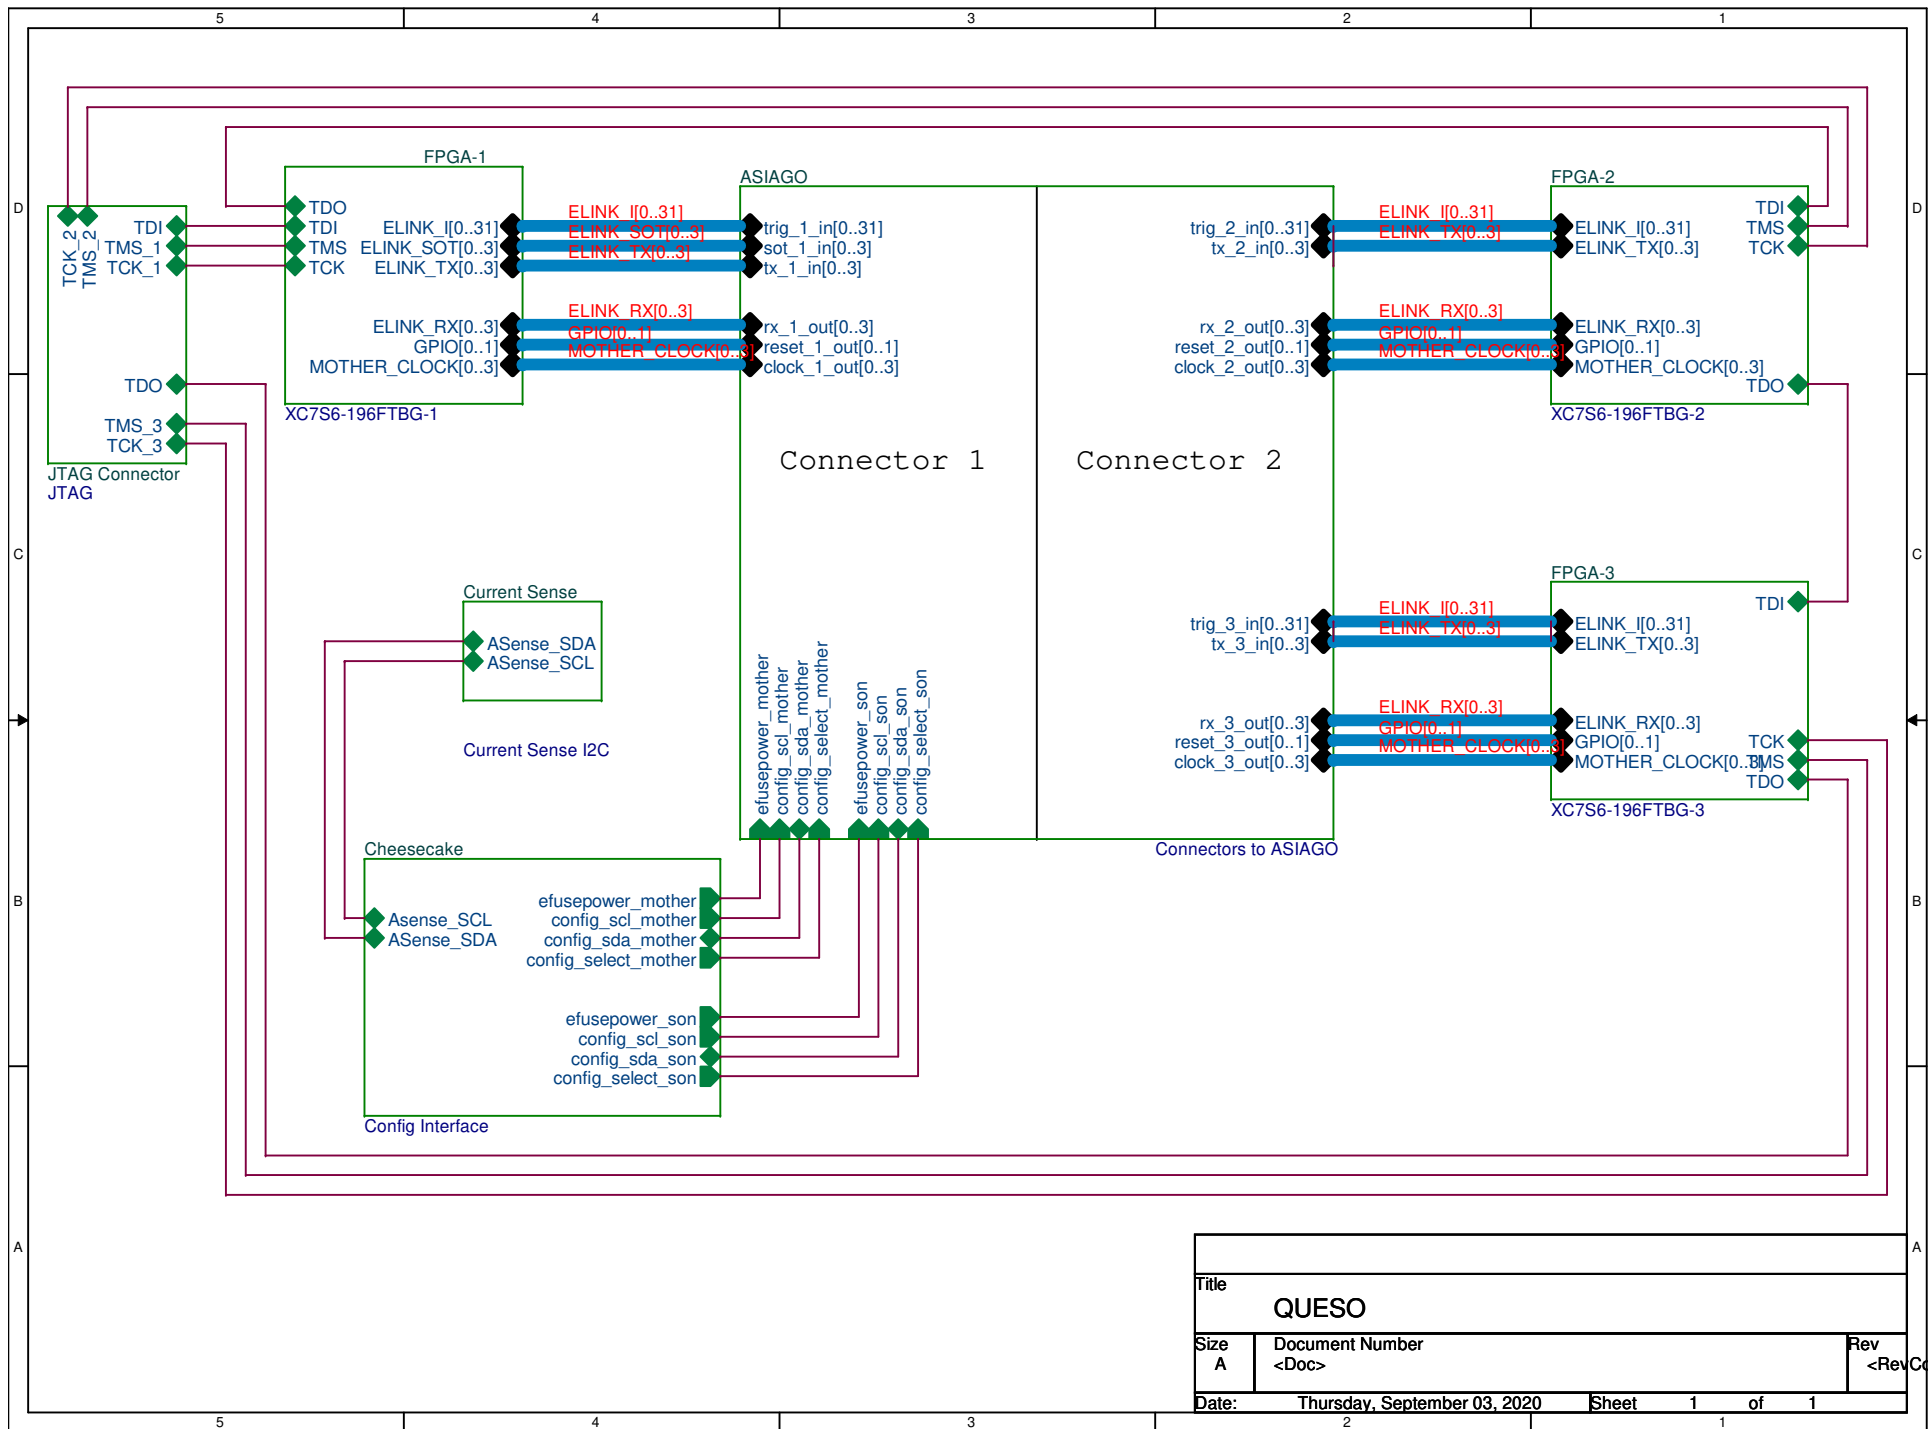 5 4 3 2 1
D
C
B
A
D
C
B
A
TCK_2
TMS_2
TDI
TMS_1
TCK_1
TDO
TMS_3
TCK_3
JTAG Connector
JTAG
FPGA-1
TDO
TDI
TMS
TCK
ELINK_I[0..31]
ELINK_SOT[0..3]
ELINK_TX[0..3]
ELINK_RX[0..3]
GPIO[0..1]
MOTHER_CLOCK[0..3]
XC7S6-196FTBG-1
ELINK_I[0..31]
ELINK_SOT[0..3]
ELINK_TX[0..3]
ELINK_RX[0..3]
GPIO[0..1]
MOTHER_CLOCK[0..3]
ASIAGO
trig_1_in[0..31]
sot_1_in[0..3]
tx_1_in[0..3]
rx_1_out[0..3]
reset_1_out[0..1]
clock_1_out[0..3]
Connector 1
Connector 2
trig_2_in[0..31]
tx_2_in[0..3]
rx_2_out[0..3]
reset_2_out[0..1]
clock_2_out[0..3]
trig_3_in[0..31]
tx_3_in[0..3]
rx_3_out[0..3]
reset_3_out[0..1]
clock_3_out[0..3]
efusepower_mother
config_scl_mother
config_sda_mother
config_select_mother
efusepower_son
config_scl_son
config_sda_son
config_select_son
Connectors to ASIAGO
ELINK_I[0..31]
ELINK_TX[0..3]
ELINK_RX[0..3]
GPIO[0..1]
MOTHER_CLOCK[0..3]
FPGA-2
TDI
TMS
TCK
ELINK_I[0..31]
ELINK_TX[0..3]
ELINK_RX[0..3]
GPIO[0..1]
MOTHER_CLOCK[0..3]
TDO
XC7S6-196FTBG-2
ELINK_I[0..31]
ELINK_TX[0..3]
ELINK_RX[0..3]
GPIO[0..1]
MOTHER_CLOCK[0..3]
FPGA-3
TDI
ELINK_I[0..31]
ELINK_TX[0..3]
ELINK_RX[0..3]
GPIO[0..1]
MOTHER_CLOCK[0..3]
TCK
TMS
TDO
XC7S6-196FTBG-3
Current Sense
ASense_SDA
ASense_SCL
Current Sense I2C
Cheesecake
Asense_SCL
ASense_SDA
efusepower_mother
config_scl_mother
config_sda_mother
config_select_mother
efusepower_son
config_scl_son
config_sda_son
config_select_son
Config Interface
Title
QUESO
Size
A
Document Number
<Doc>
Rev
<RevCo
Date: Thursday, September 03, 2020 Sheet 1 of 1
5 4 3 2 1